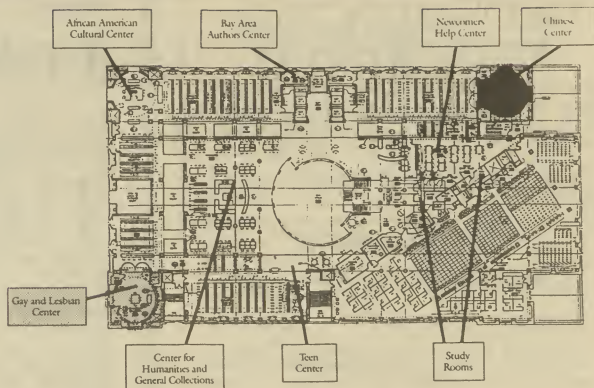 African American
Cultural Center
Bay Area
Authors Center
Newcomers
Help Center
Chinese
Center
Gay and Lesbian
Center
Center for
Humanities and
General Collections
Teen
Center
Study
Rooms